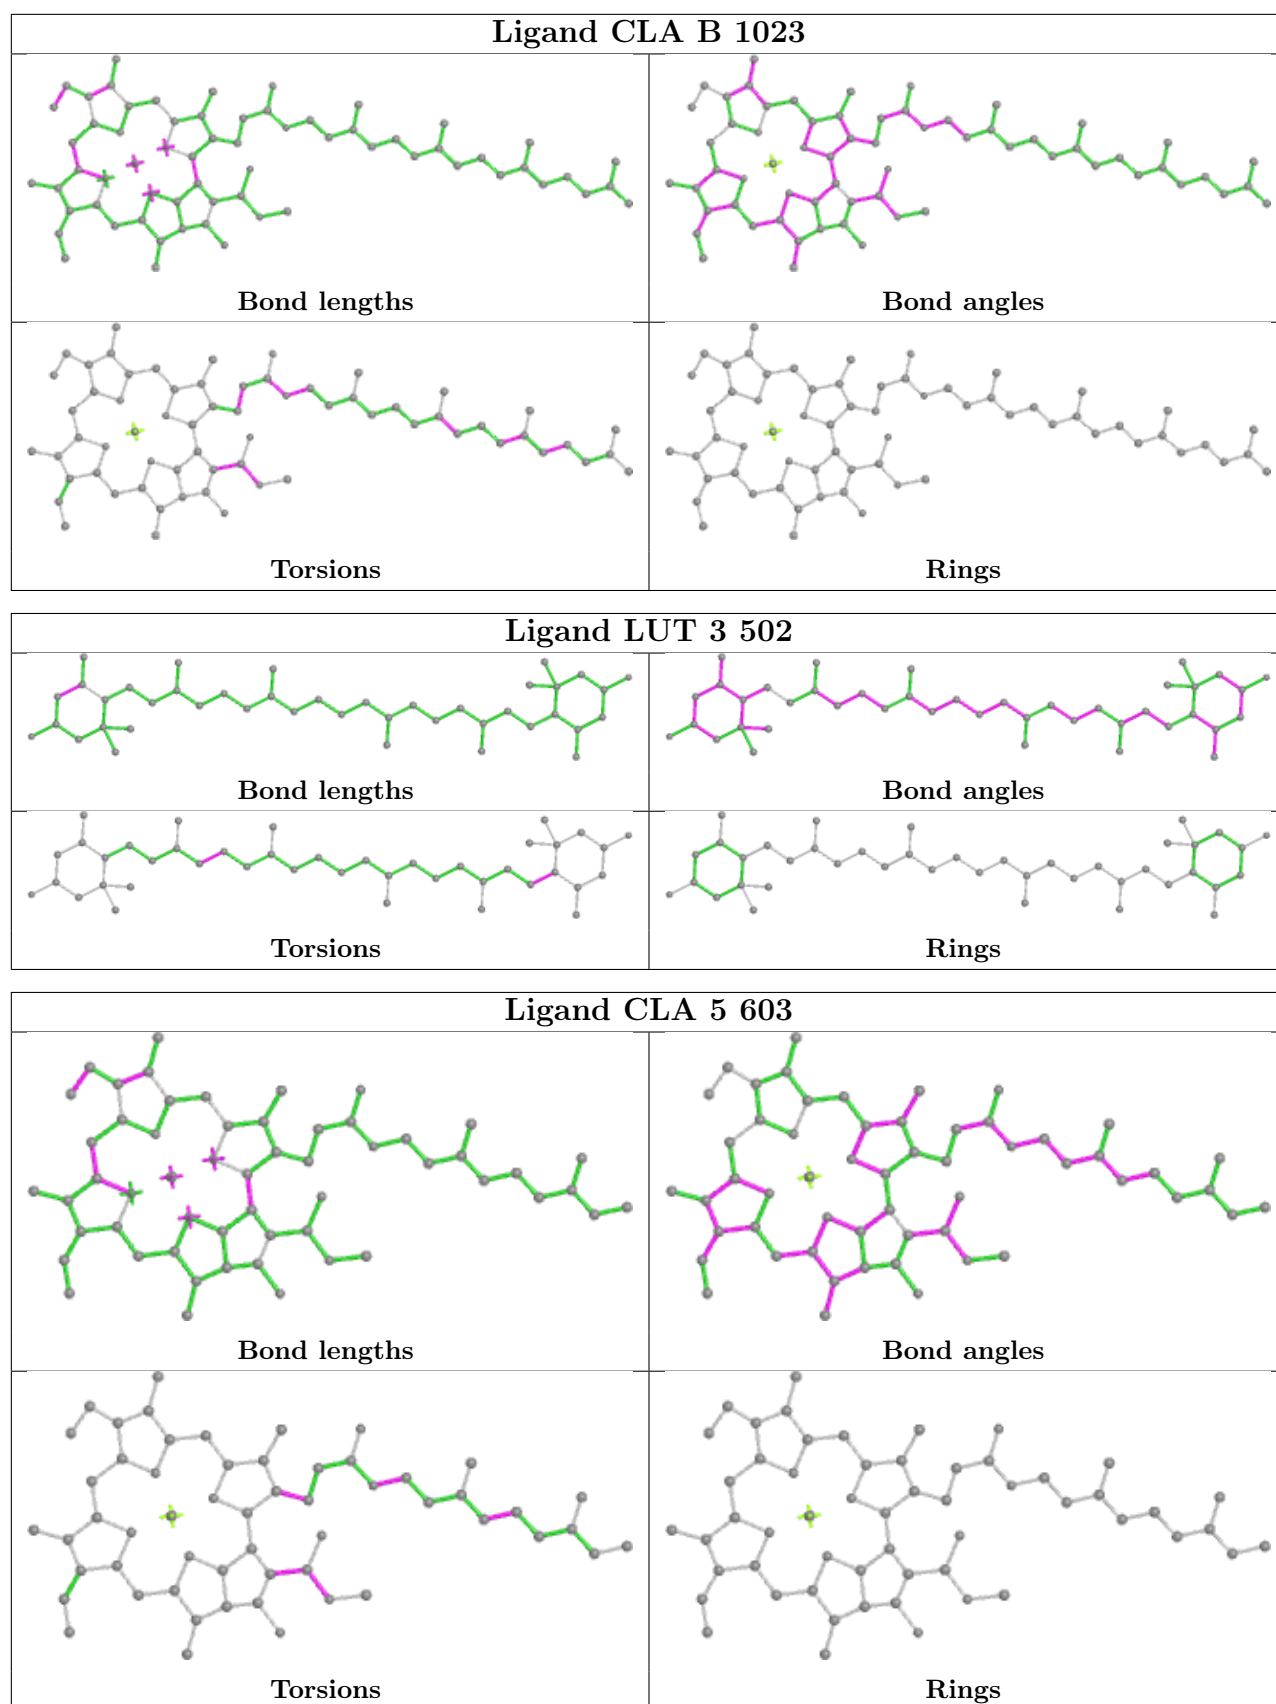 Ligand CLA B 1023
Bond lengths
Bond angles
Torsions
Rings
Ligand LUT 3 502
Bond lengths
Bond angles
Torsions
Rings
Ligand CLA 5 603
Bond lengths
Bond angles
Torsions
Rings